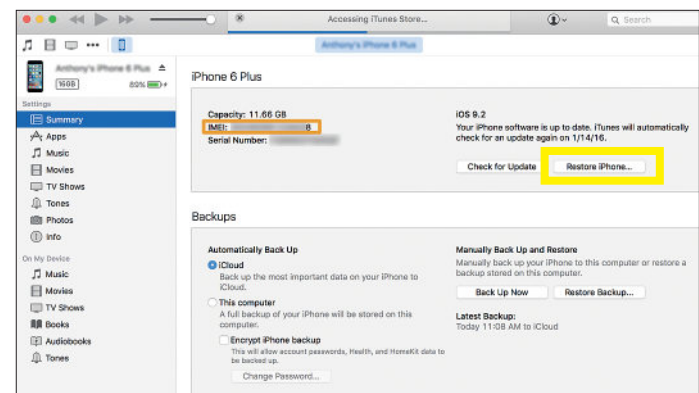 Accessing iTunes Store...
Search
Anthony's iPhone 6 Plus
Anthony's iPhone 6 Plus
16GB
89%
Settings
Summary
Apps
Music
Movies
TV Shows
Tones
Photos
Info
On My Device
Music
Movies
TV Shows
Books
Audiobooks
Tones
iPhone 6 Plus
Capacity: 11.66 GB
IMEI: 8
Serial Number:
iOS 9.2
Your iPhone software is up to date. iTunes will automatically
check for an update again on 1/14/16.
Check for Update
Restore iPhone...
Backups
Automatically Back Up
iCloud
Back up the most important data on your iPhone to
iCloud.
This computer
A full backup of your iPhone will be stored on this
computer.
Encrypt iPhone backup
This will allow account passwords, Health, and HomeKit data to
be backed up.
Change Password...
Manually Back Up and Restore
Manually back up your iPhone to this computer or restore a
backup stored on this computer.
Back Up Now
Restore Backup...
Latest Backup:
Today 11:08 AM to iCloud